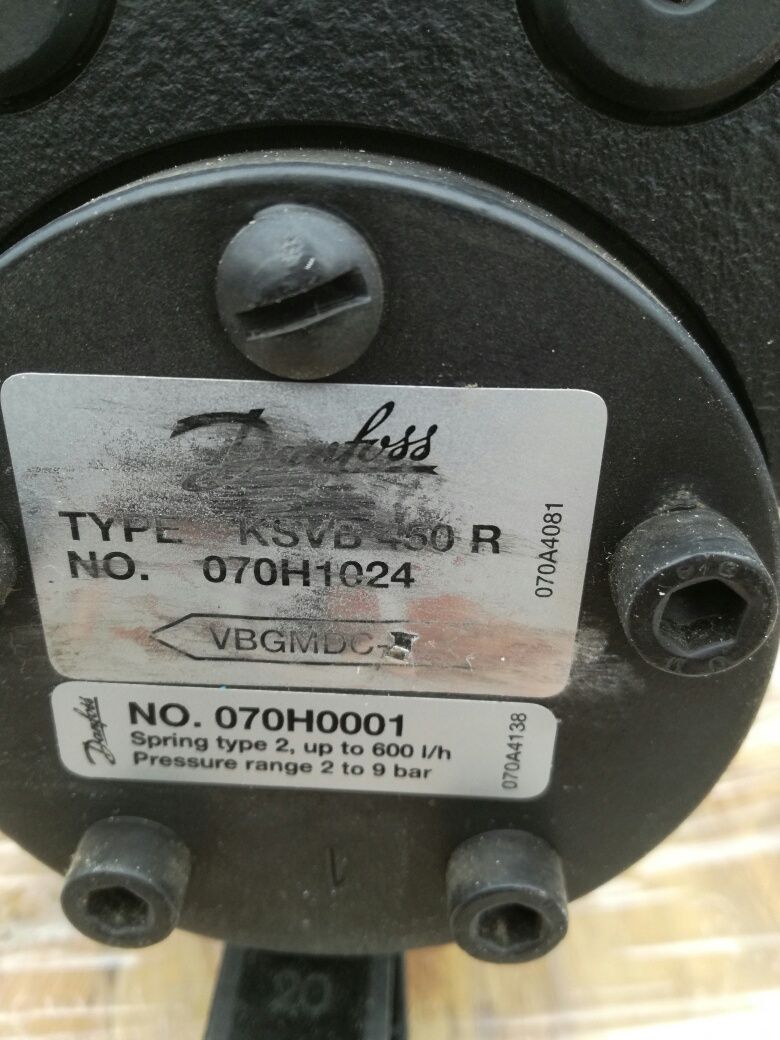 Danfoss
TYPE KSVB 450 R
NO. 070H1024
070A4081
VBGMDC-
Danfoss
NO. 070H0001
Spring type 2, up to 600 l/h
Pressure range 2 to 9 bar
070A4138
1
20